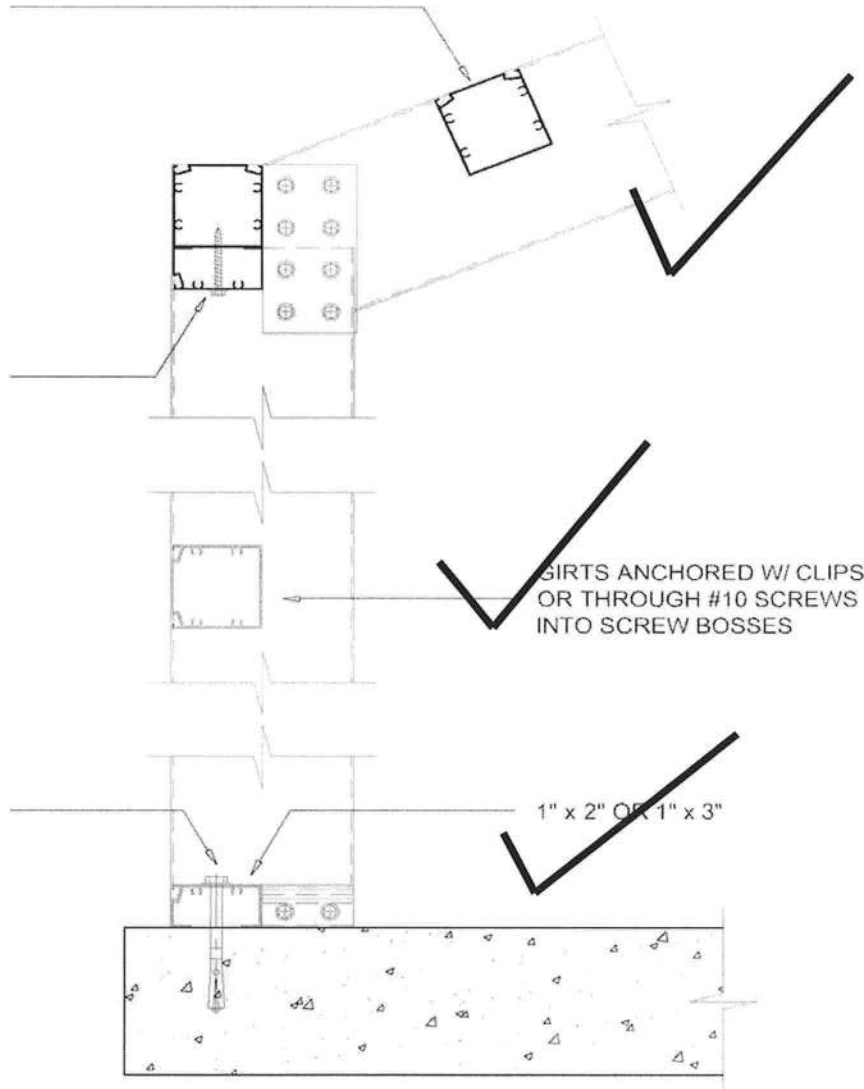 GIRTS ANCHORED W/ CLIPS
OR THROUGH #10 SCREWS
INTO SCREW BOSSES
1" x 2" OR 1" x 3"